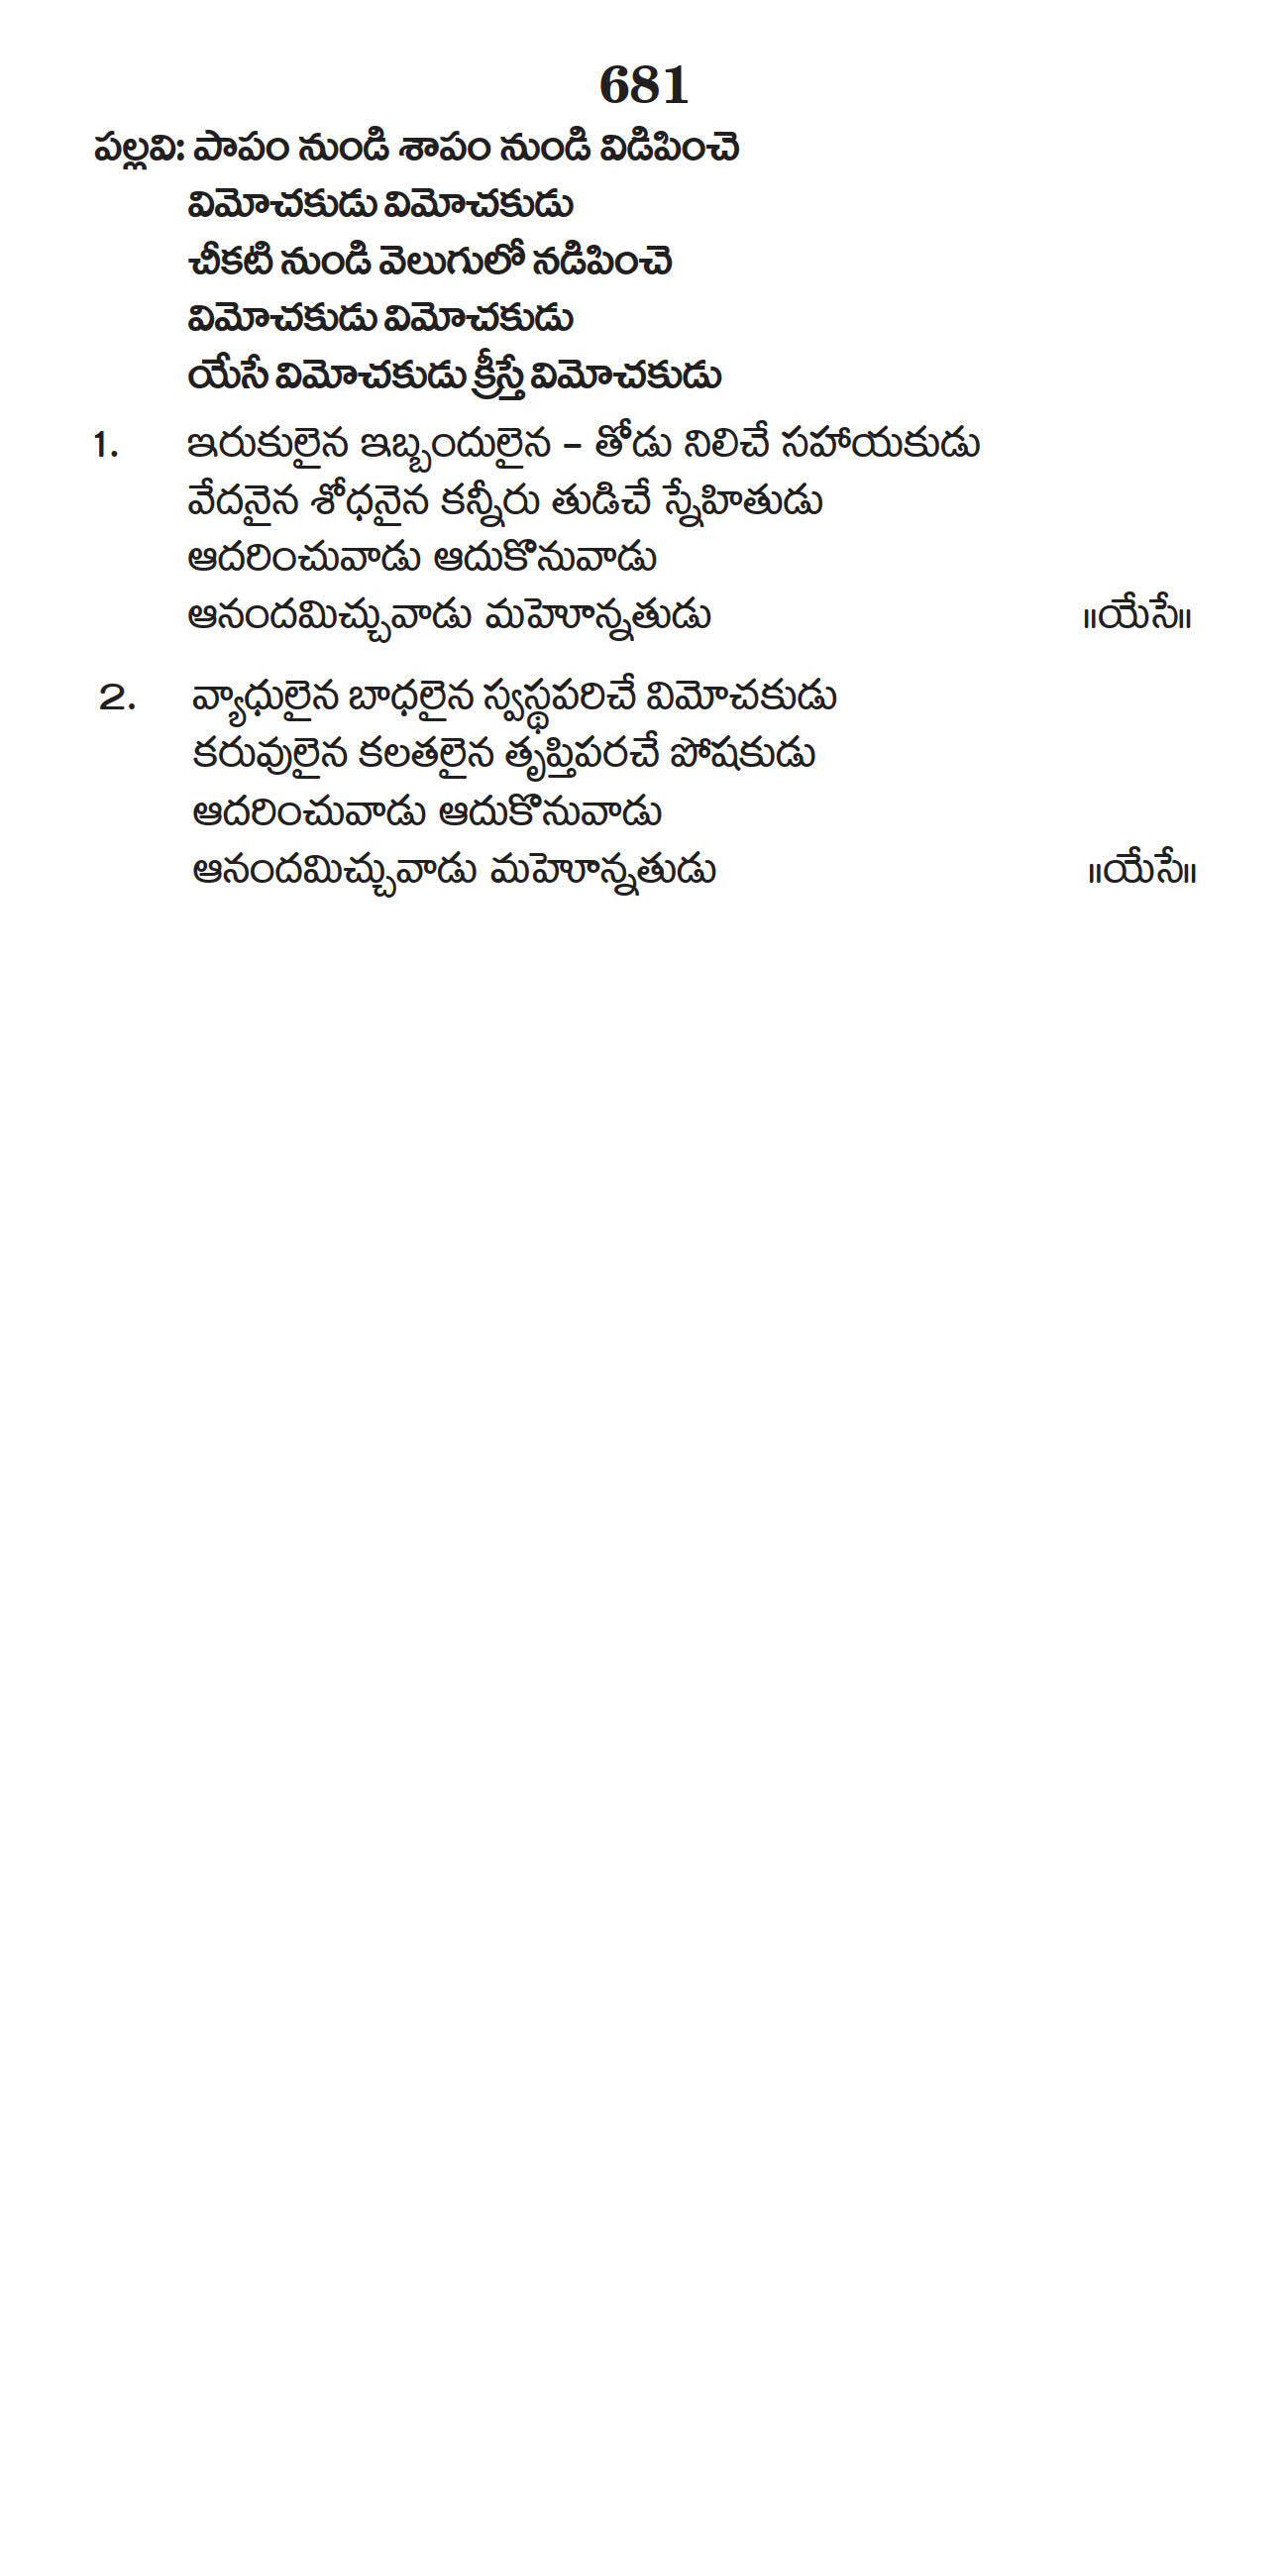 681
పల్లవి: పాపం నుండి శాపం నుండి విడిపించె
విమోచకుడు విమోచకుడు
చీకటి నుండి వెలుగులో నడిపించె
విమోచకుడు విమోచకుడు
యేసే విమోచకుడు క్రీస్తే విమోచకుడు
1. ఇరుకులైన ఇబ్బందులైన – తోడు నిలిచే సహాయకుడు
వేదనైన శోధనైన కన్నీరు తుడిచే స్నేహితుడు
ఆదరించువాడు ఆదుకొనువాడు
ఆనందమిచ్చువాడు మహెూన్నతుడు ॥యేసే॥
2. వ్యాధులైన బాధలైన స్వస్థపరిచే విమోచకుడు
కరువులైన కలతలైన తృప్తిపరచే పోషకుడు
ఆదరించువాడు ఆదుకొనువాడు
ఆనందమిచ్చువాడు మహెూన్నతుడు ॥యేసే॥